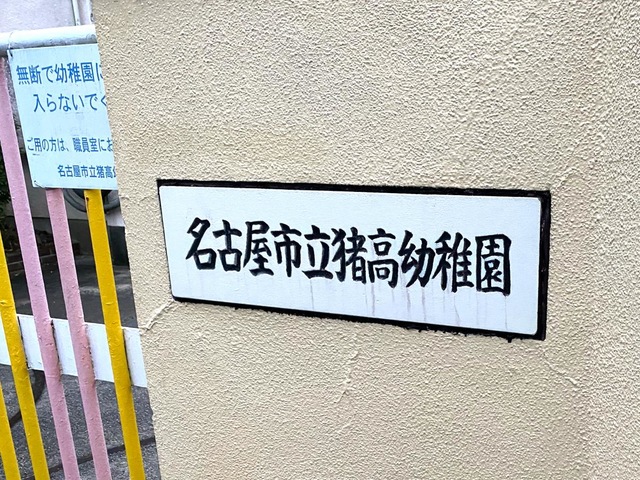 無断で幼稚園に
入らないでく
ご用の方は、職員室にお
名古屋市立猪高
名古屋市立猪高幼稚園